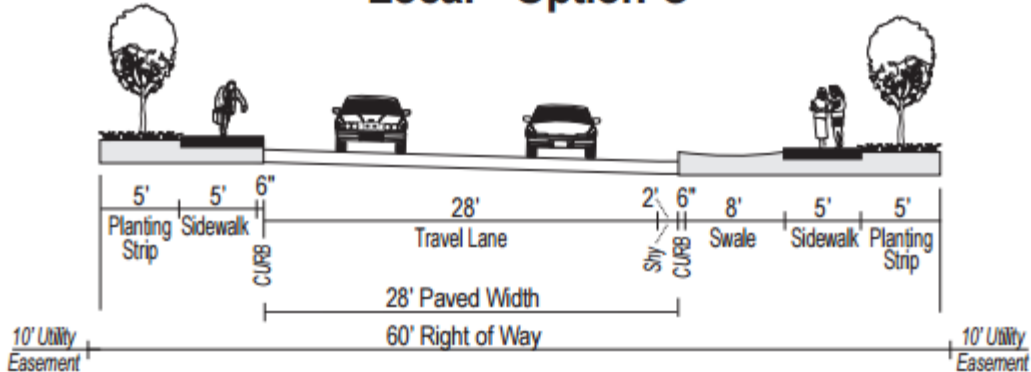 Local - Option C
5' 5' 6" 28' 2' 6" 8' 5' 5'
Planting Strip Sidewalk CURB Travel Lane Shy CURB Swale Sidewalk Planting Strip
28' Paved Width
60' Right of Way
10' Utility Easement
10' Utility Easement